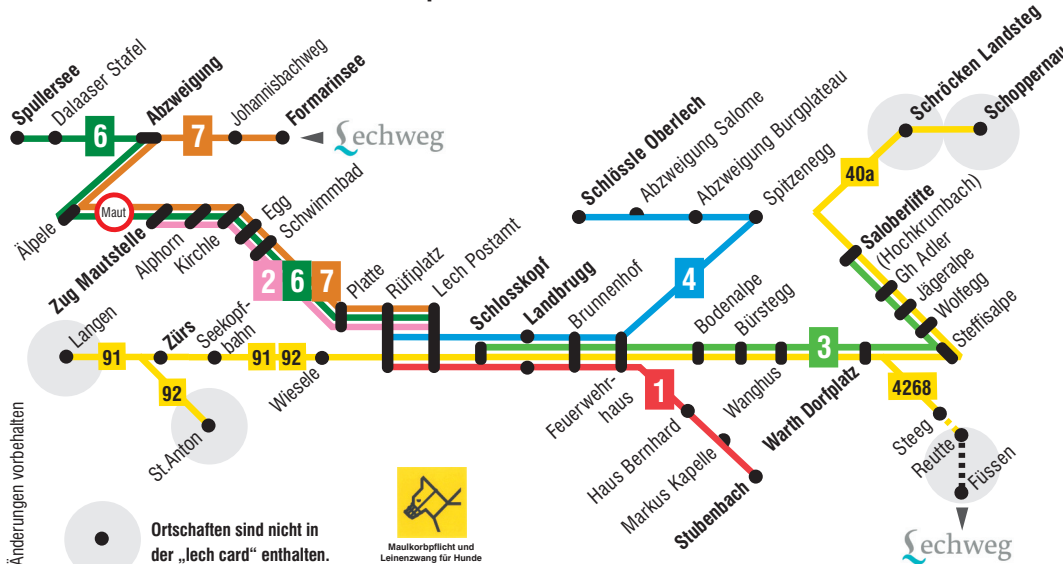 Spullersee
Dalaaser Stafel
Abzweigung
Johannisbachweg
Formarinsee
6
7
Lechweg
Älpele
Maut
Zug Mautstelle
Alphorn
Kirchle
Egg
Schwimmbad
2
6
7
Platte
Rüfiplatz
Lech Postamt
Schlössle Oberlech
Abzweigung Salome
Abzweigung Burgplateau
Spitzenegg
4
Schröcken Landsteg
Schoppernau
40a
Saloberlifte
(Hochkrumbach)
Gh Adler
Jägeralpe
Wolfegg
Steffisalpe
Schlosskopf
Landbrugg
Brunnenhof
Bodenalpe
Bürstegg
3
Langen
91
Zürs
Seekopf-
bahn
91
92
Wiesele
92
St.Anton
Feuerwehr-
haus
1
Haus Bernhard
Markus Kapelle
Stubenbach
Wanghus
Warth Dorfplatz
4268
Steeg
Reutte
Füssen
Lechweg
Änderungen vorbehalten
Ortschaften sind nicht in
der „lech card“ enthalten.
Maulkorbpflicht und
Leinenzwang für Hunde